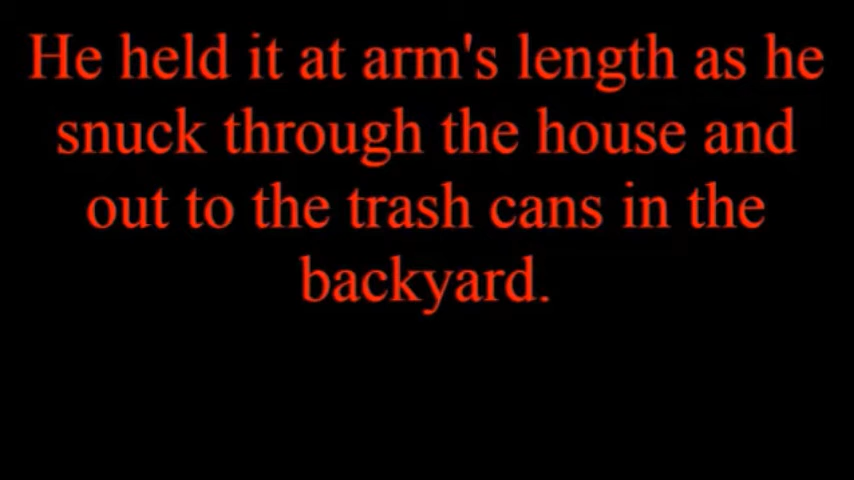 He held it at arm's length as he
snuck through the house and
out to the trash cans in the
backyard.